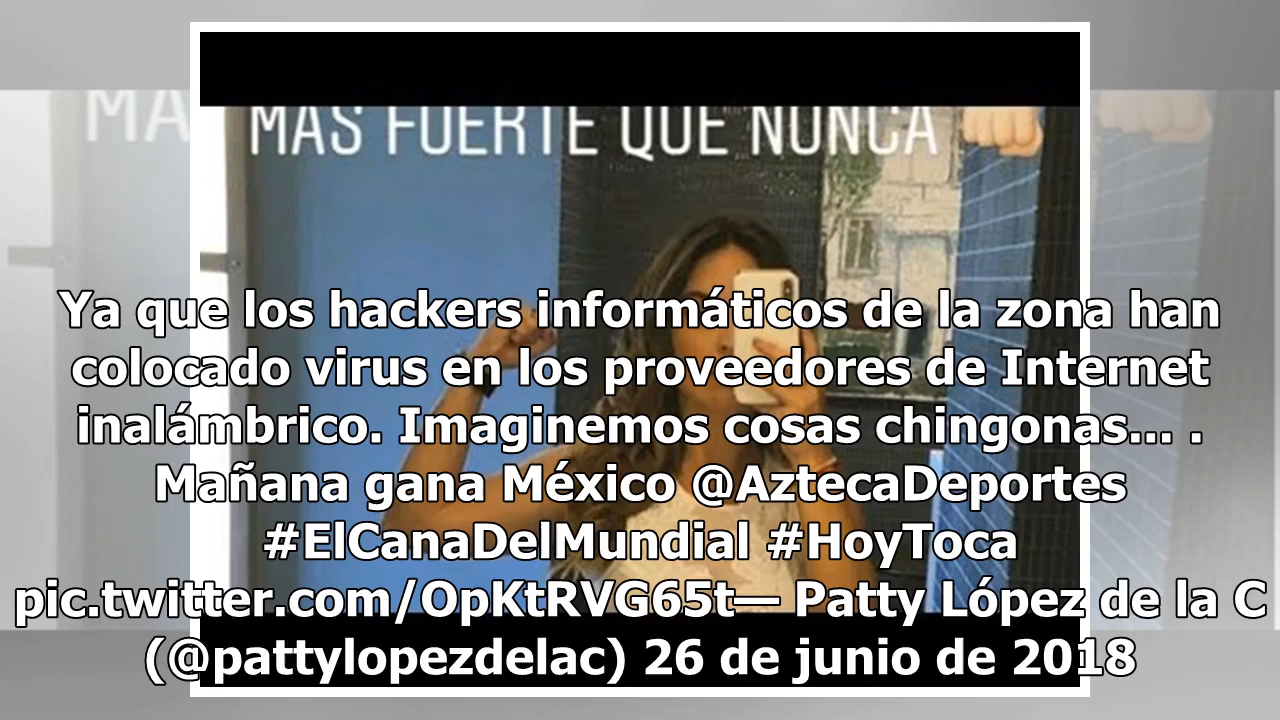 MA
MAS FUERTE QUE NUNCA
Ya que los hackers informáticos de la zona han
colocado virus en los proveedores de Internet
inalámbrico. Imaginemos cosas chingonas... .
Mañana gana México @AztecaDeportes
#ElCanaDelMundial #HoyToca
pic.twitter.com/OpKtRVG65t— Patty López de la C
(@pattylopezdelac) 26 de junio de 2018